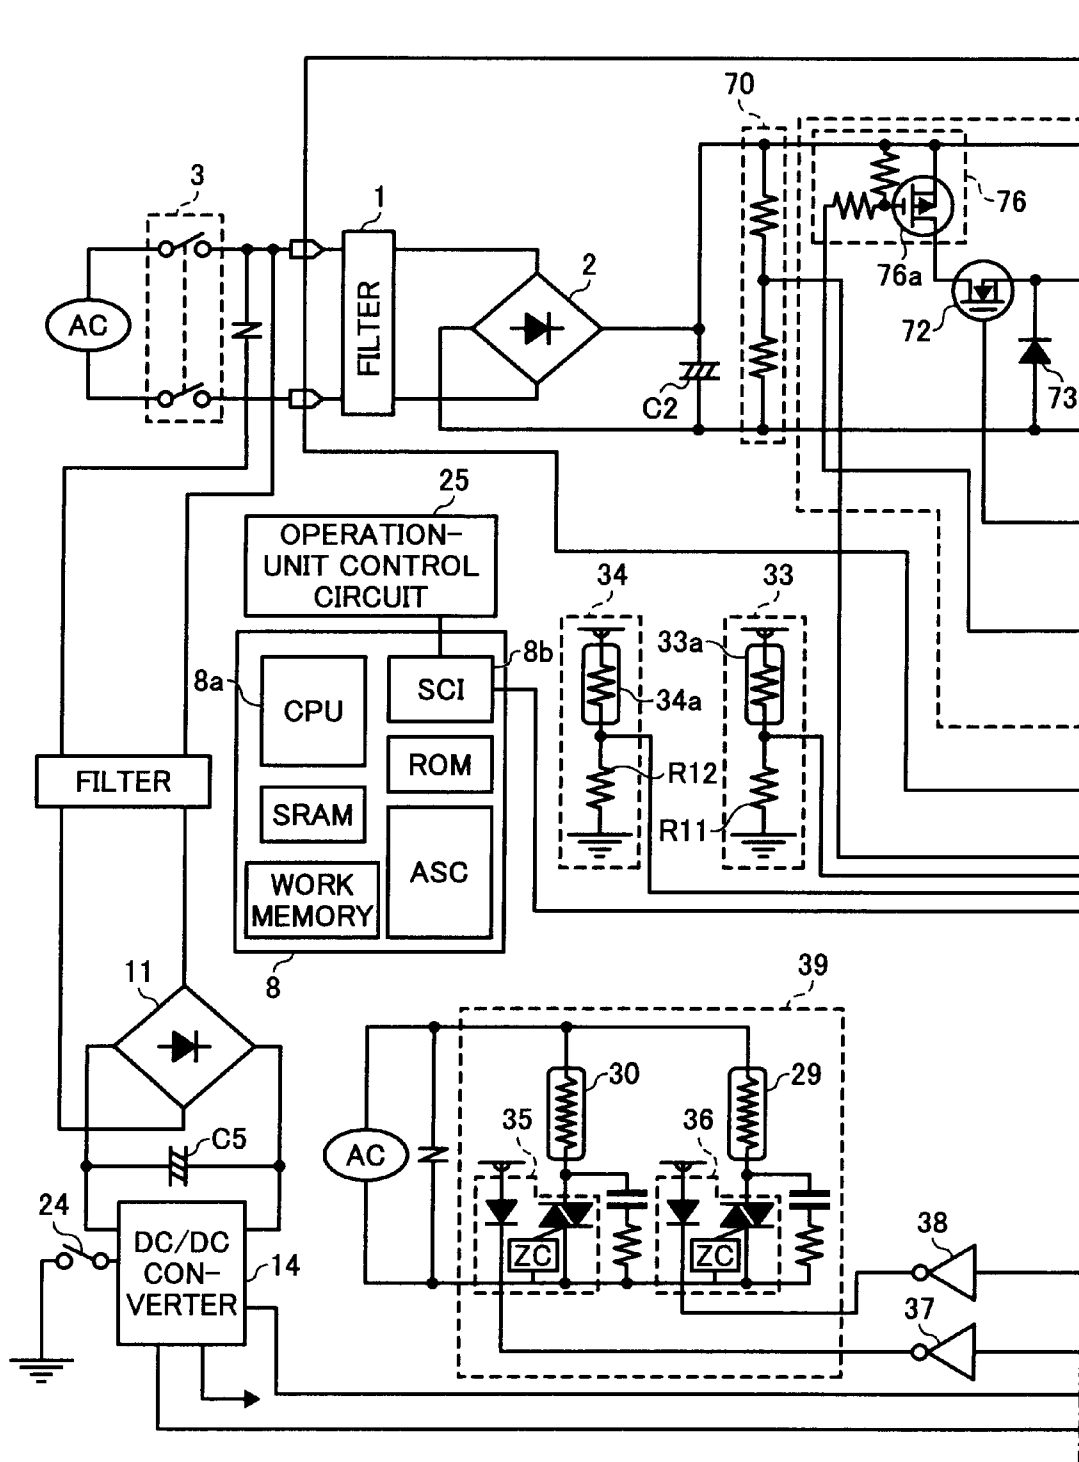 70
3
1
76
2
76a
AC
FILTER
72
C2
73
25
OPERATION-
UNIT CONTROL
CIRCUIT
34
33
8b
33a
8a
CPU
SCI
34a
FILTER
ROM
R12
SRAM
R11
ASC
WORK
MEMORY
8
11
39
30
29
35
36
C5
AC
24
DC/DC
CON-
VERTER
14
ZC
ZC
38
37